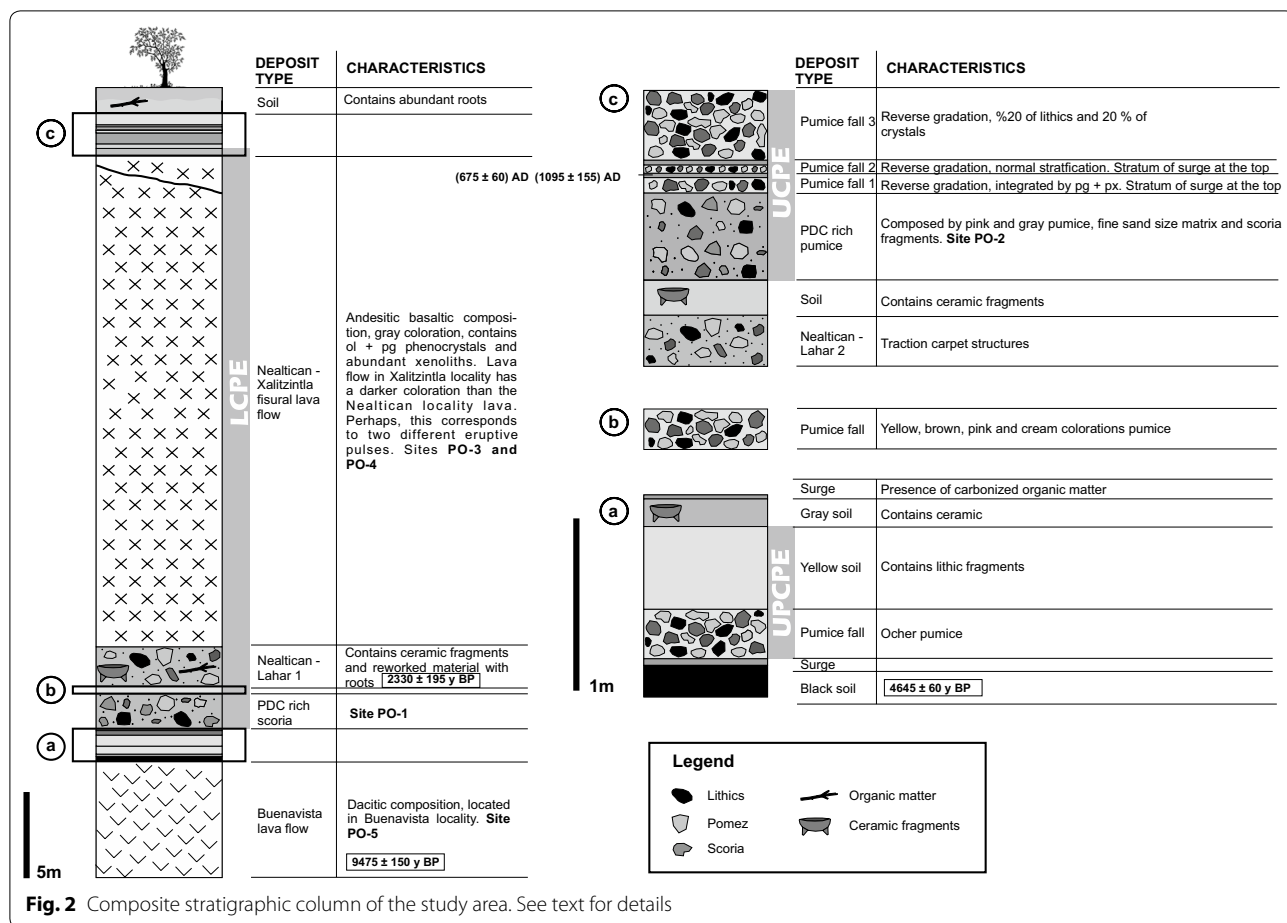 DEPOSIT TYPE CHARACTERISTICS
Soil Contains abundant roots
c
Nealtican - Xalitzintla fisural lava flow
Andesitic basaltic composi-
tion, gray coloration, contains
ol + pg phenocrystals and
abundant xenoliths. Lava
flow in Xalitzintla locality has
a darker coloration than the
Nealtican locality lava.
Perhaps, this corresponds
to two different eruptive
pulses. Sites PO-3 and
PO-4
LCPE
Nealtican - Lahar 1
Contains ceramic fragments
and reworked material with
roots 2330 ± 195 y BP
b
PDC rich scoria
Site PO-1
a
Buenavista lava flow
Dacitic composition, located
in Buenavista locality. Site
PO-5
9475 ± 150 y BP
5m
DEPOSIT TYPE CHARACTERISTICS
c
Pumice fall 3 Reverse gradation, %20 of lithics and 20 % of
crystals
Pumice fall 2 Reverse gradation, normal stratfication. Stratum of surge at the top
(675 ± 60) AD (1095 ± 155) AD
Pumice fall 1 Reverse gradation, integrated by pg + px. Stratum of surge at the top
UCPE
PDC rich pumice
Composed by pink and gray pumice, fine sand size matrix and scoria
fragments. Site PO-2
Soil Contains ceramic fragments
Nealtican - Lahar 2 Traction carpet structures
b
Pumice fall Yellow, brown, pink and cream colorations pumice
a
Surge Presence of carbonized organic matter
Gray soil Contains ceramic
Yellow soil Contains lithic fragments
UPCPE
Pumice fall Ocher pumice
Surge
Black soil 4645 ± 60 y BP
1m
Legend
Lithics
Pomez
Scoria
Organic matter
Ceramic fragments
Fig. 2 Composite stratigraphic column of the study area. See text for details